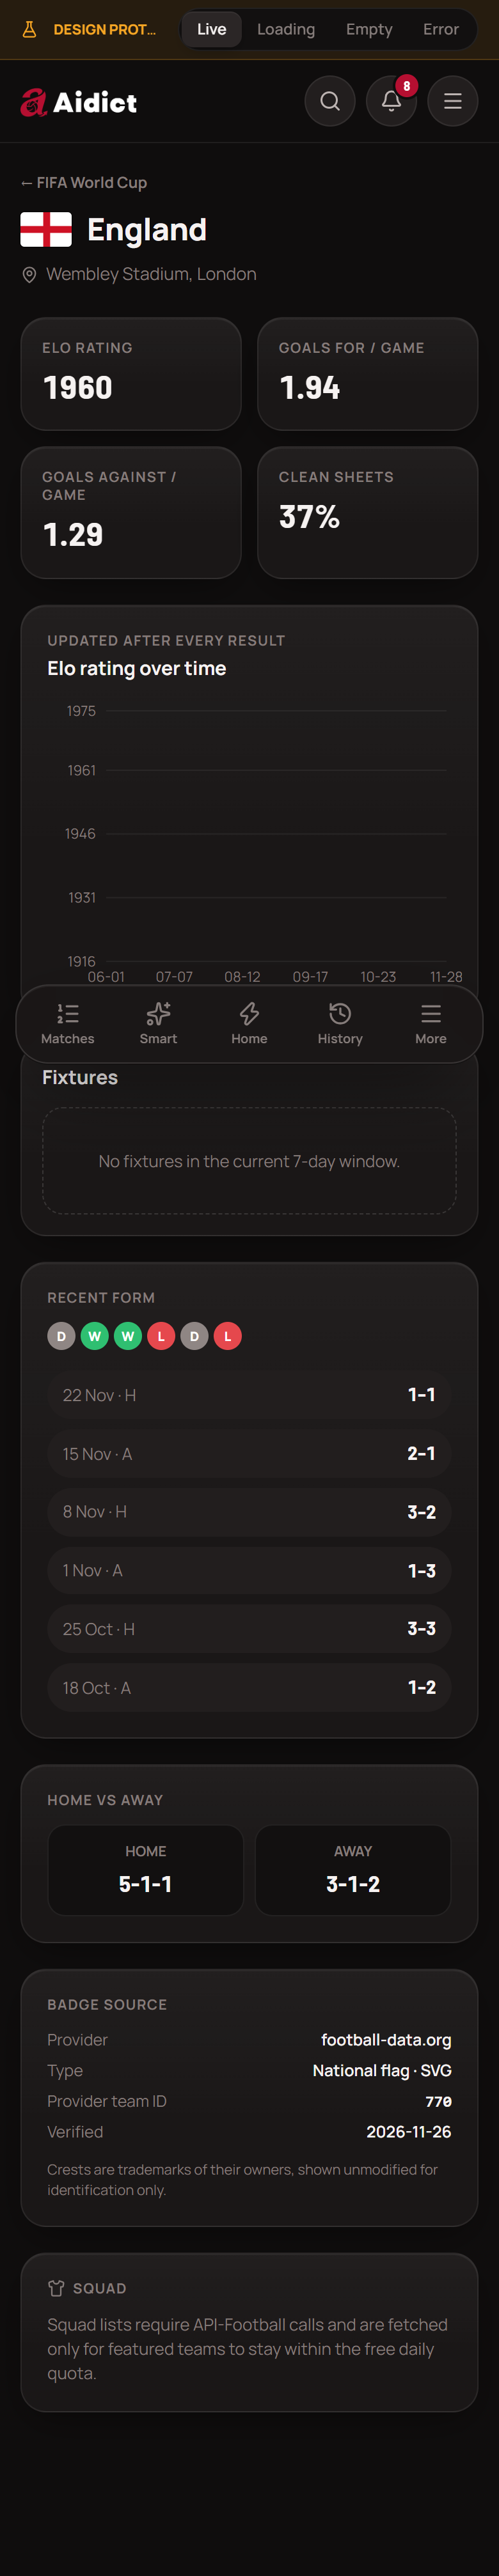 DESIGN PROT...
Live Loading Empty Error
Aidict
8
← FIFA World Cup
England
Wembley Stadium, London
ELO RATING
1960
GOALS FOR / GAME
1.94
GOALS AGAINST /
GAME
1.29
CLEAN SHEETS
37%
UPDATED AFTER EVERY RESULT
Elo rating over time
1975
1961
1946
1931
1916
06-01 07-07 08-12 09-17 10-23 11-28
Matches Smart Home History More
Fixtures
No fixtures in the current 7-day window.
RECENT FORM
D W W L D L
22 Nov · H 1–1
15 Nov · A 2–1
8 Nov · H 3–2
1 Nov · A 1–3
25 Oct · H 3–3
18 Oct · A 1–2
HOME VS AWAY
HOME
5-1-1
AWAY
3-1-2
BADGE SOURCE
Provider football-data.org
Type National flag · SVG
Provider team ID 770
Verified 2026-11-26
Crests are trademarks of their owners, shown unmodified for
identification only.
SQUAD
Squad lists require API-Football calls and are fetched
only for featured teams to stay within the free daily
quota.